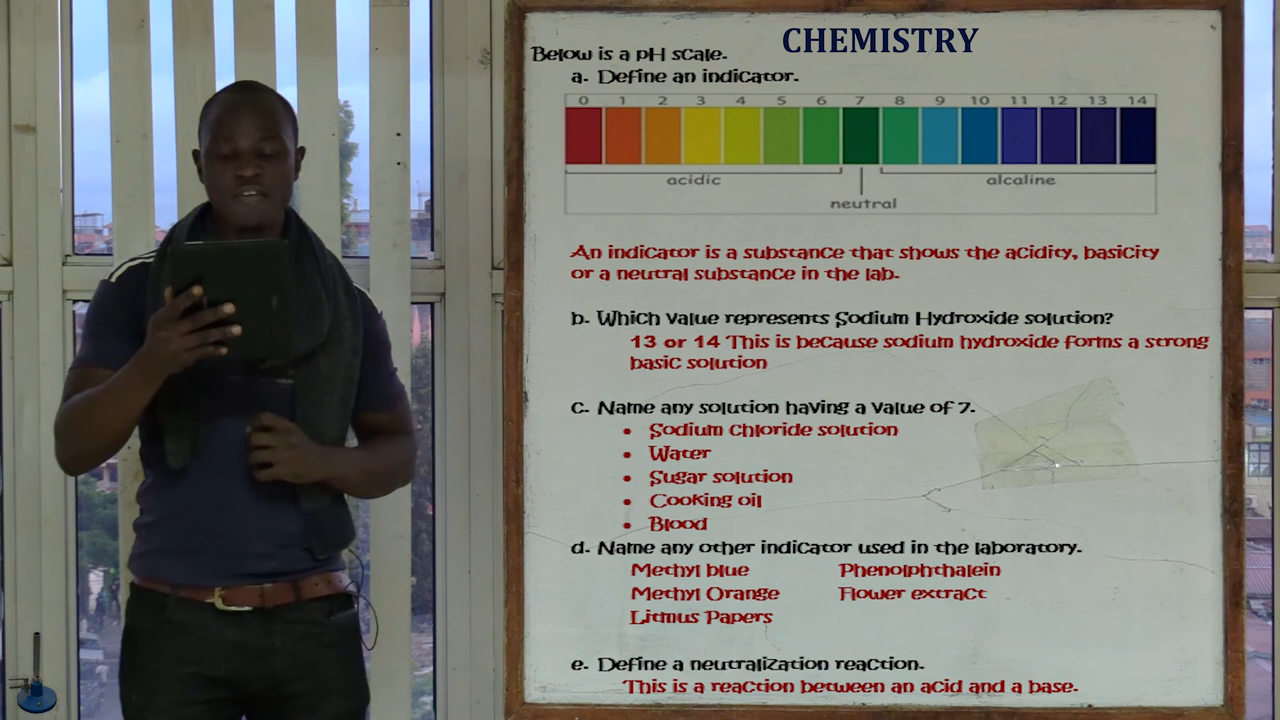 CHEMISTRY
Below is a pH scale.
a. Define an indicator.
0 1 2 3 4 5 6 7 8 9 10 11 12 13 14
acidic alcaline
neutral
An indicator is a substance that shows the acidity, basicity
or a neutral substance in the lab.
b. Which value represents Sodium Hydroxide solution?
13 or 14 This is because sodium hydroxide forms a strong
basic solution
c. Name any solution having a value of 7.
• Sodium Chloride solution
• Water
• Sugar solution
• Cooking oil
• Blood
d. Name any other indicator used in the laboratory.
Methyl blue Phenolphthalein
Methyl Orange Flower extract
Litmus Papers
e. Define a neutralization reaction.
This is a reaction between an acid and a base.